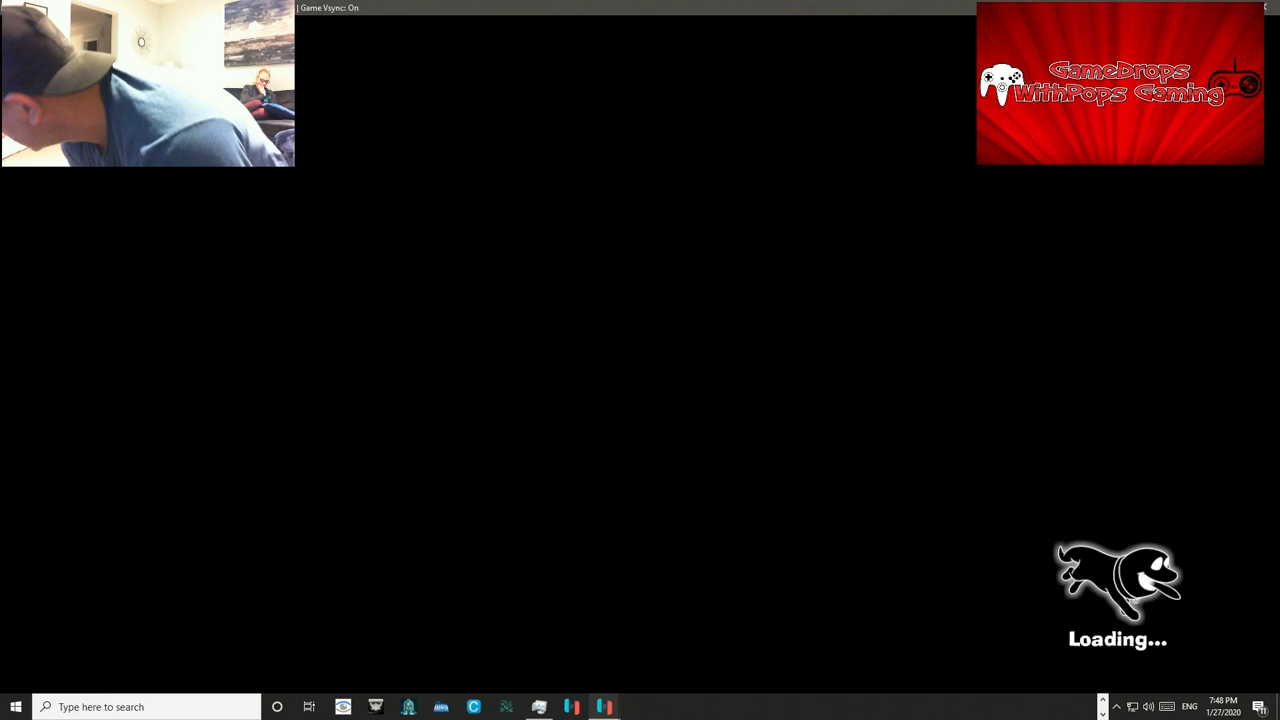 | Game Vsync: On
GameDrops
WithPops Gaming
Loading...
Type here to search
ENG
7:48 PM
1/27/2020